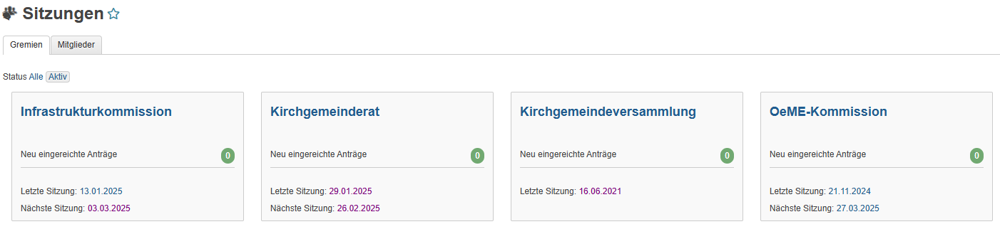 Sitzungen
Gremien Mitglieder
Status Alle Aktiv
Infrastrukturkommission
Neu eingereichte Anträge 0
Letzte Sitzung: 13.01.2025
Nächste Sitzung: 03.03.2025
Kirchgemeinderat
Neu eingereichte Anträge 0
Letzte Sitzung: 29.01.2025
Nächste Sitzung: 26.02.2025
Kirchgemeindeversammlung
Neu eingereichte Anträge 0
Letzte Sitzung: 16.06.2021
OeME-Kommission
Neu eingereichte Anträge 0
Letzte Sitzung: 21.11.2024
Nächste Sitzung: 27.03.2025